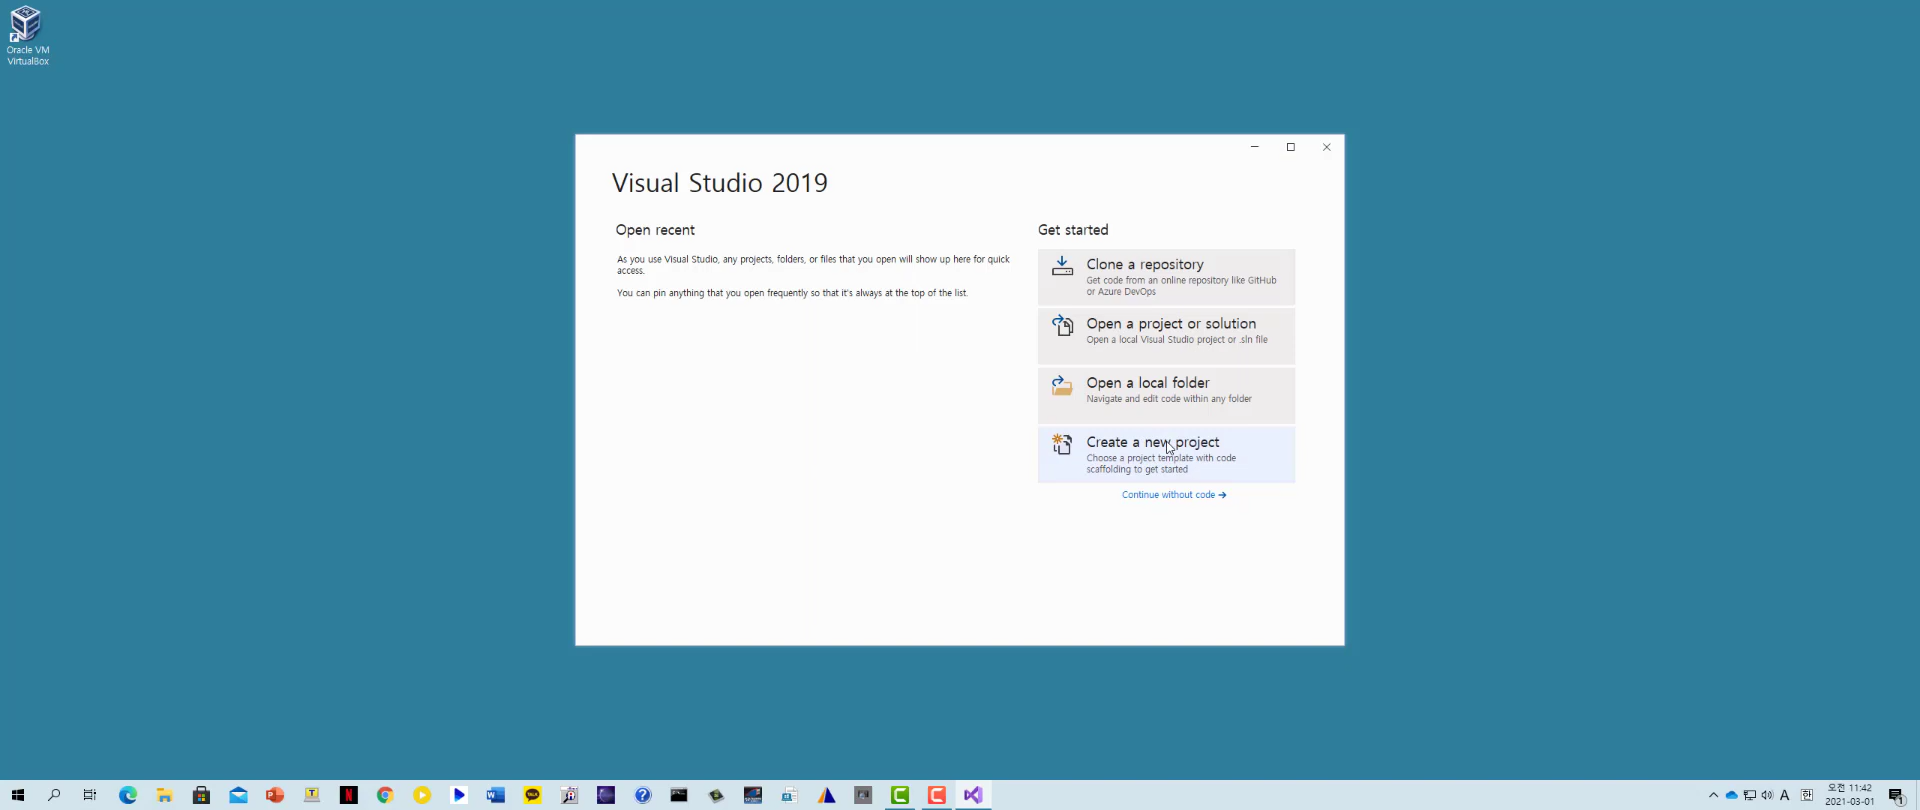 Oracle VM
VirtualBox
Visual Studio 2019
Open recent
As you use Visual Studio, any projects, folders, or files that you open will show up here for quick
access.
You can pin anything that you open frequently so that it's always at the top of the list.
Get started
Clone a repository
Get code from an online repository like GitHub
or Azure DevOps
Open a project or solution
Open a local Visual Studio project or .sln file
Open a local folder
Navigate and edit code within any folder
Create a new project
Choose a project template with code
scaffolding to get started
Continue without code →
A
한
오전 11:42
2021-03-01
1